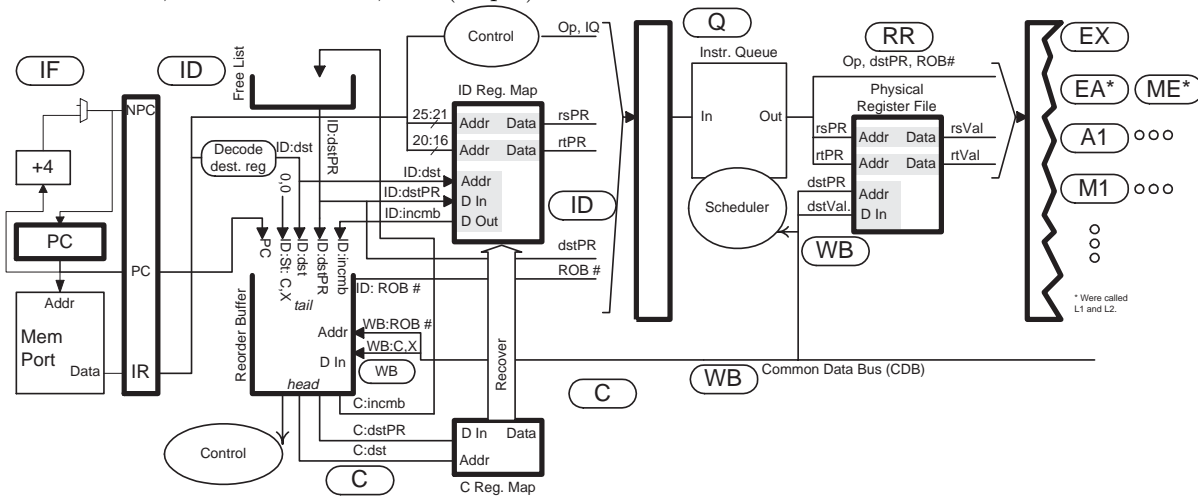 IF
ID
Free List
Control
Op, IQ
Q
Instr. Queue
RR
Op, dstPR, ROB#
Physical
Register File
EX
EA*
ME*
A1
M1
* Were called
L1 and L2.
NPC
+4
PC
Addr
Mem
Port
Data
PC
IR
Decode
dest. reg
ID:dst
0,0
ID:dstPR
25:21
20:16
ID Reg. Map
Addr
Data
rsPR
Addr
Data
rtPR
ID:dst
Addr
ID:dstPR
D In
ID:incmb
D Out
ID
dstPR
ROB #
In
Out
Scheduler
rsPR
Addr
Data
rsVal
rtPR
Addr
Data
rtVal
dstPR
Addr
dstVal.
D In
WB
PC
ID:St: C,X
ID:dst
ID:dstPR
ID:incmb
tail
ID: ROB #
Reorder Buffer
Addr
WB:ROB #
D In
WB:C,X
WB
head
C:incmb
Recover
WB
Common Data Bus (CDB)
C
Control
C:dstPR
C:dst
C
D In
Data
Addr
C Reg. Map